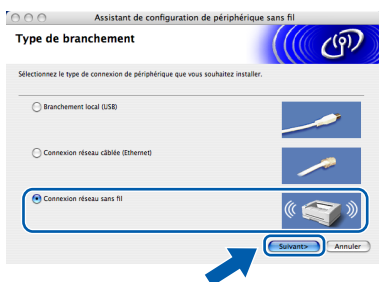 Assistant de configuration de périphérique sans fil
Type de branchement
Sélectionnez le type de connexion de périphérique que vous souhaitez installer.
Branchement local (USB)
Connexion réseau câblée (Ethernet)
Connexion réseau sans fil
Suivant>
Annuler